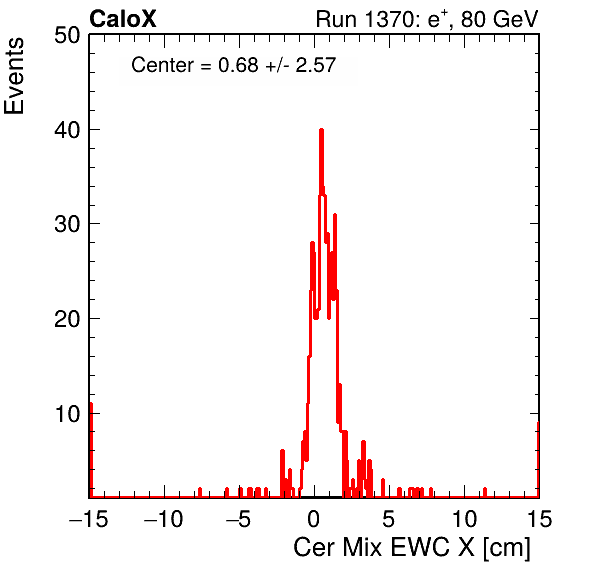 CaloX Run 1370: e⁺, 80 GeV
Events
Center = 0.68 +/- 2.57
50
40
30
20
10
−15 −10 −5 0 5 10 15
Cer Mix EWC X [cm]